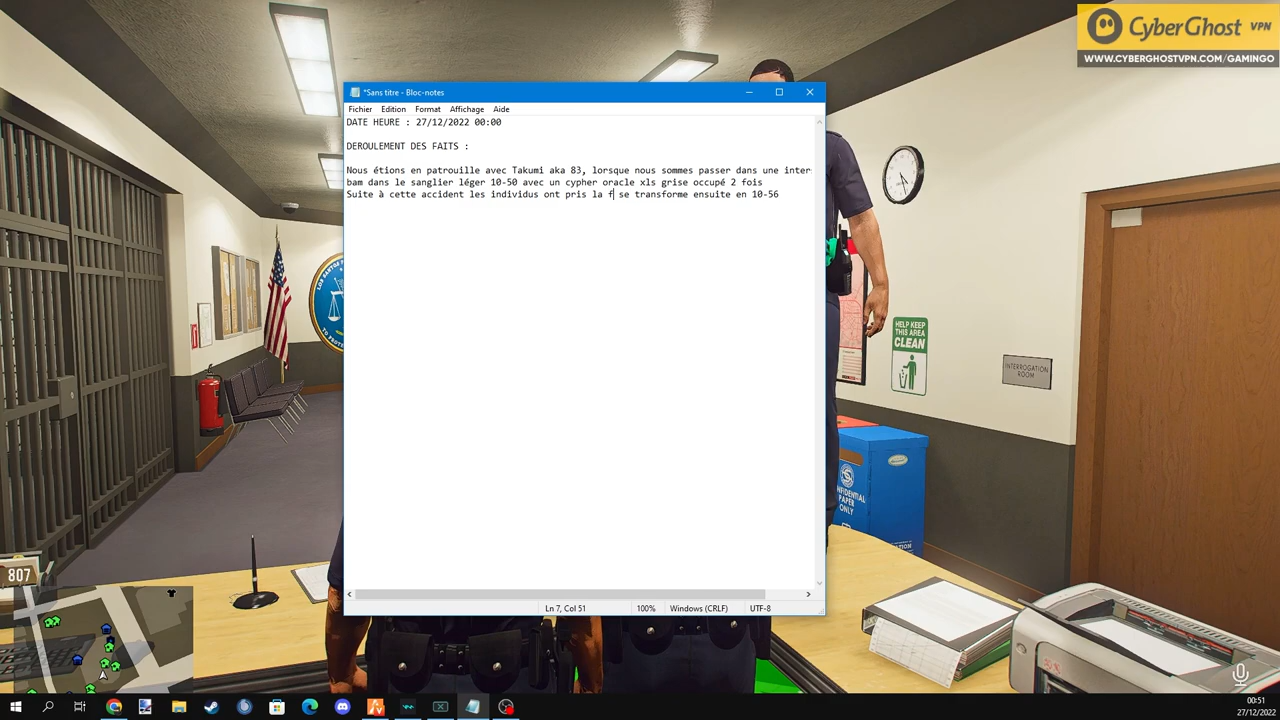 CyberGhost VPN
WWW.CYBERGHOSTVPN.COM/GAMINGO
*Sans titre - Bloc-notes
Fichier Edition Format Affichage Aide
DATE HEURE : 27/12/2022 00:00
DEROULEMENT DES FAITS :
Nous étions en patrouille avec Takumi aka 83, lorsque nous sommes passer dans une inter
bam dans le sanglier léger 10-50 avec un cypher oracle xls grise occupé 2 fois
Suite à cette accident les individus ont pris la f se transforme ensuite en 10-56
HELP KEEP
THIS AREA
CLEAN
INTERROGATION
ROOM
CONFIDENTIAL
PAPER
ONLY
807
Ln 7, Col 51 100% Windows (CRLF) UTF-8
00:51
27/12/2022